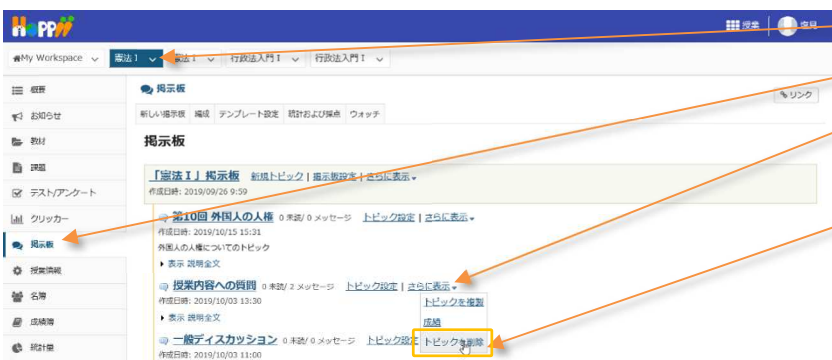 HoPPii
授業
塩見
My Workspace
憲法 I
憲法 I
行政法入門 I
行政法入門 I
概要
お知らせ
教材
課題
テスト/アンケート
クリッカー
掲示板
授業情報
名簿
成績簿
統計量
掲示板
リンク
新しい掲示板 編成 テンプレート設定 統計および採点 ウォッチ
掲示板
「憲法 I 」掲示板 新規トピック | 掲示板設定 | さらに表示
作成日時: 2019/09/26 9:59
第10回 外国人の人権 0 未読/ 0 メッセージ トピック設定 | さらに表示
作成日時: 2019/10/15 15:31
外国人の人権についてのトピック
表示 説明全文
授業内容への質問 0 未読/ 2 メッセージ トピック設定 | さらに表示
作成日時: 2019/10/03 13:30
トピックを複製
表示 説明全文
成績
一般ディスカッション 0 未読/ 0 メッセージ トピック設定
トピックを削除
作成日時: 2019/10/03 11:00